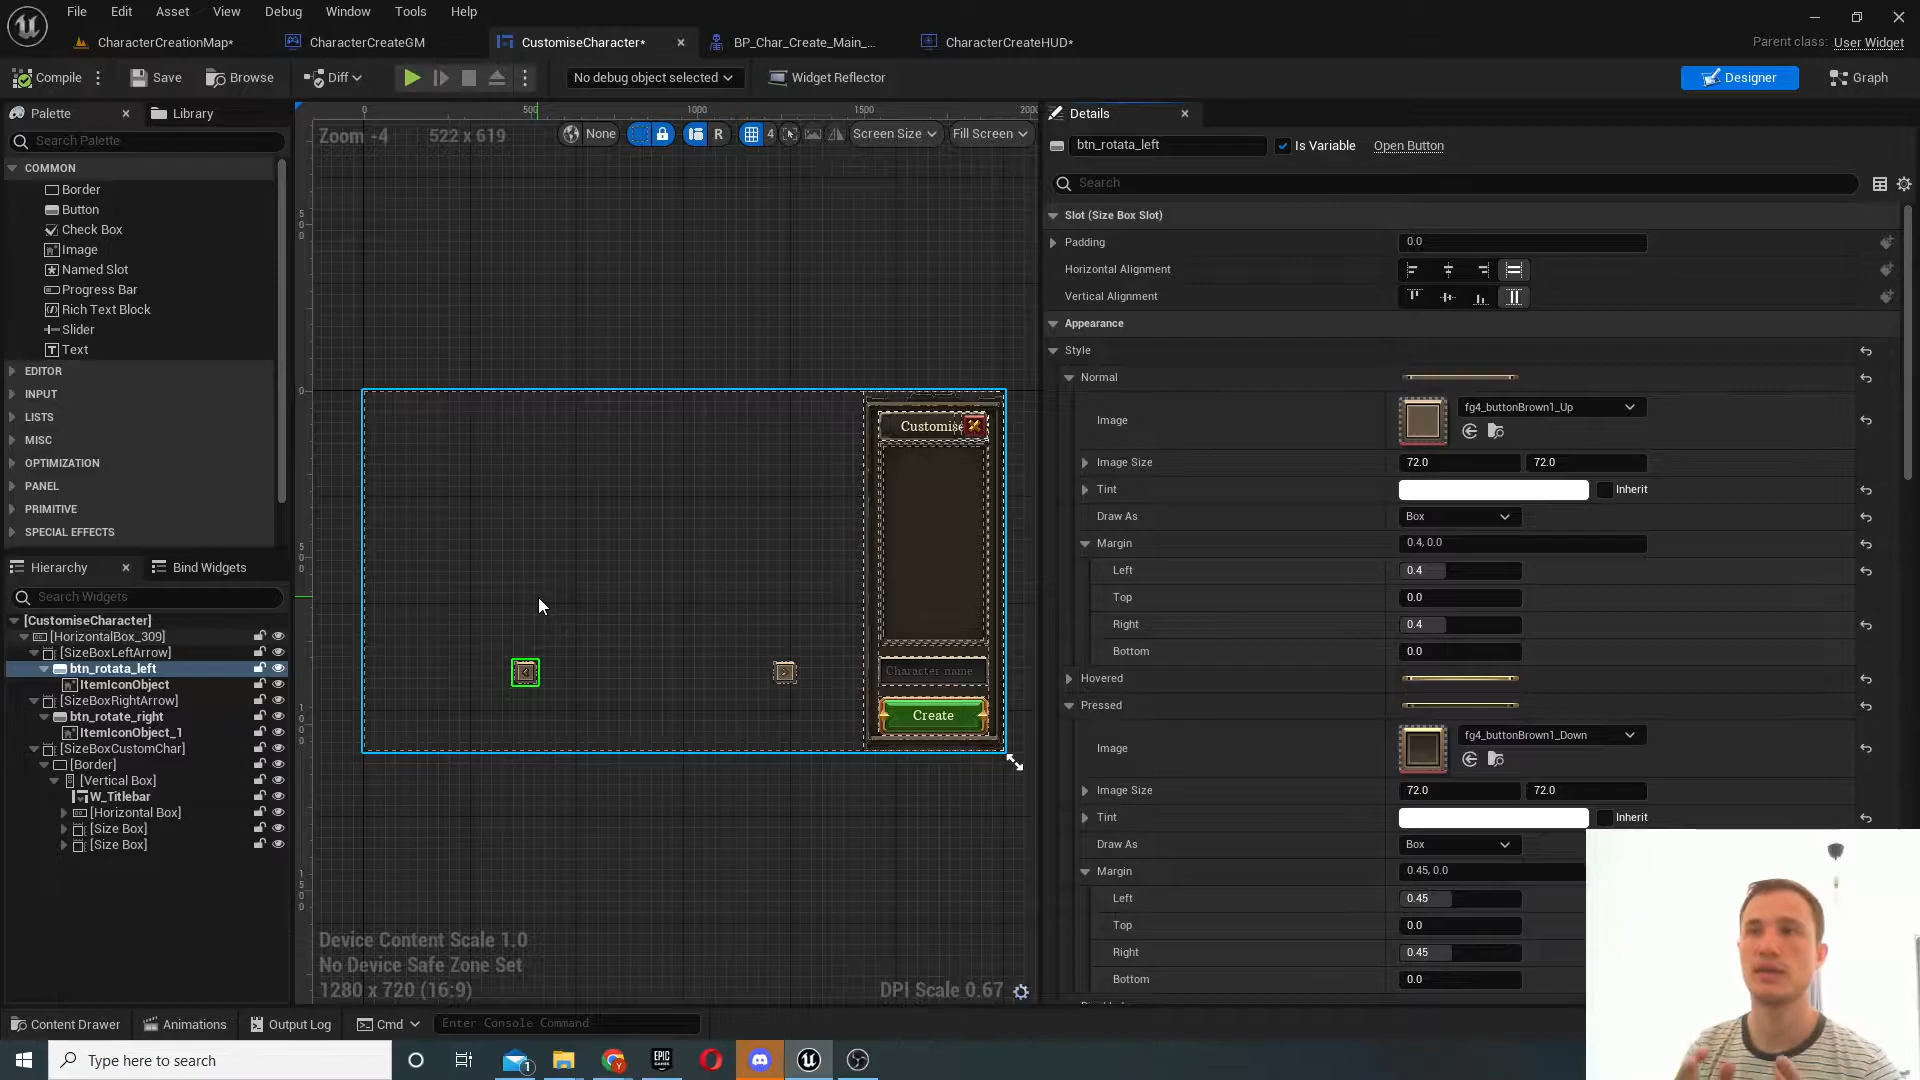 File Edit Asset View Debug Window Tools Help
CharacterCreationMap* CharacterCreateGM CustomiseCharacter* BP_Char_Create_Main_... CharacterCreateHUD*
Parent class: User Widget
Compile Save Browse Diff No debug object selected Widget Reflector Designer Graph
Palette Library
Search Palette
COMMON
Border
Button
Check Box
Image
Named Slot
Progress Bar
Rich Text Block
Slider
Text
EDITOR
INPUT
LISTS
MISC
OPTIMIZATION
PANEL
PRIMITIVE
SPECIAL EFFECTS
Hierarchy Bind Widgets
Search Widgets
[CustomiseCharacter]
[HorizontalBox_309]
[SizeBoxLeftArrow]
btn_rotata_left
ItemIconObject
[SizeBoxRightArrow]
btn_rotate_right
ItemIconObject_1
[SizeBoxCustomChar]
[Border]
[Vertical Box]
W_Titlebar
[Horizontal Box]
[Size Box]
[Size Box]
0 500 1000 1500 2000
Zoom -4 522 x 619 None R 4 Screen Size Fill Screen
0
500
1000
1500
Customise
Character name
Create
Device Content Scale 1.0
No Device Safe Zone Set
1280 x 720 (16:9)
DPI Scale 0.67
Details
btn_rotata_left Is Variable Open Button
Search
Slot (Size Box Slot)
Padding 0.0
Horizontal Alignment
Vertical Alignment
Appearance
Style
Normal
Image fg4_buttonBrown1_Up
Image Size 72.0 72.0
Tint Inherit
Draw As Box
Margin 0.4, 0.0
Left 0.4
Top 0.0
Right 0.4
Bottom 0.0
Hovered
Pressed
Image fg4_buttonBrown1_Down
Image Size 72.0 72.0
Tint Inherit
Draw As Box
Margin 0.45, 0.0
Left 0.45
Top 0.0
Right 0.45
Bottom 0.0
Content Drawer Animations Output Log Cmd Enter Console Command
Type here to search
1
EPIC GAMES